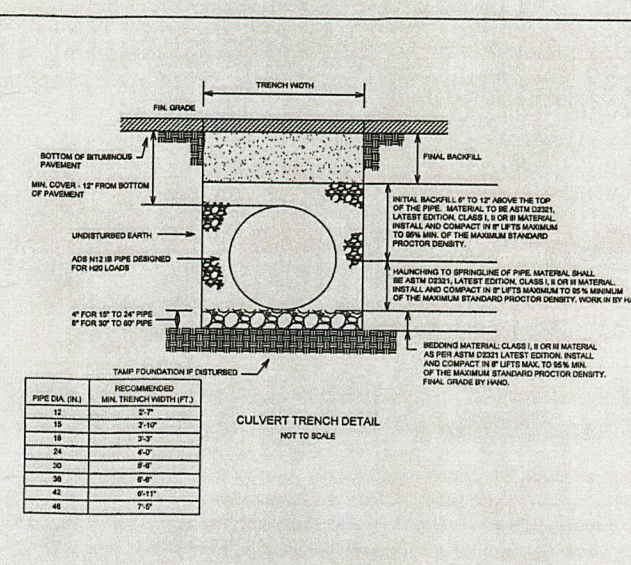 TRENCH WIDTH
FIN. GRADE
BOTTOM OF BITUMINOUS
PAVEMENT
FINAL BACKFILL
MIN. COVER - 12" FROM BOTTOM
OF PAVEMENT
INITIAL BACKFILL 6" TO 12" ABOVE THE TOP
OF THE PIPE. MATERIAL TO BE ASTM D2321,
LATEST EDITION, CLASS I, II OR III MATERIAL.
INSTALL AND COMPACT IN 6" LIFTS MAXIMUM
TO 95% MIN. OF THE MAXIMUM STANDARD
PROCTOR DENSITY.
UNDISTURBED EARTH
ADS N12 IB PIPE DESIGNED
FOR H20 LOADS
HAUNCHING TO SPRINGLINE OF PIPE. MATERIAL SHALL
BE ASTM D2321, LATEST EDITION, CLASS I, II OR III MATERIAL.
INSTALL AND COMPACT IN LIFTS MAXIMUM TO 95 % MINIMUM
OF THE MAXIMUM STANDARD PROCTOR DENSITY. WORK IN BY HA
4" FOR 15" TO 24" PIPE
6" FOR 30" TO 60" PIPE
BEDDING MATERIAL: CLASS I, II OR III MATERIAL
AS PER ASTM D2321 LATEST EDITION. INSTALL
AND COMPACT IN LIFTS MAX. TO 95% MIN.
OF THE MAXIMUM STANDARD PROCTOR DENSITY.
FINAL GRADE BY HAND.
TAMP FOUNDATION IF DISTURBED
PIPE DIA. (IN.) RECOMMENDED
MIN. TRENCH WIDTH (FT.)
12 2'-7"
15 2'-10"
18 3'-3"
24 4'-0"
30
36
42
48 7'-5"
CULVERT TRENCH DETAIL
NOT TO SCALE